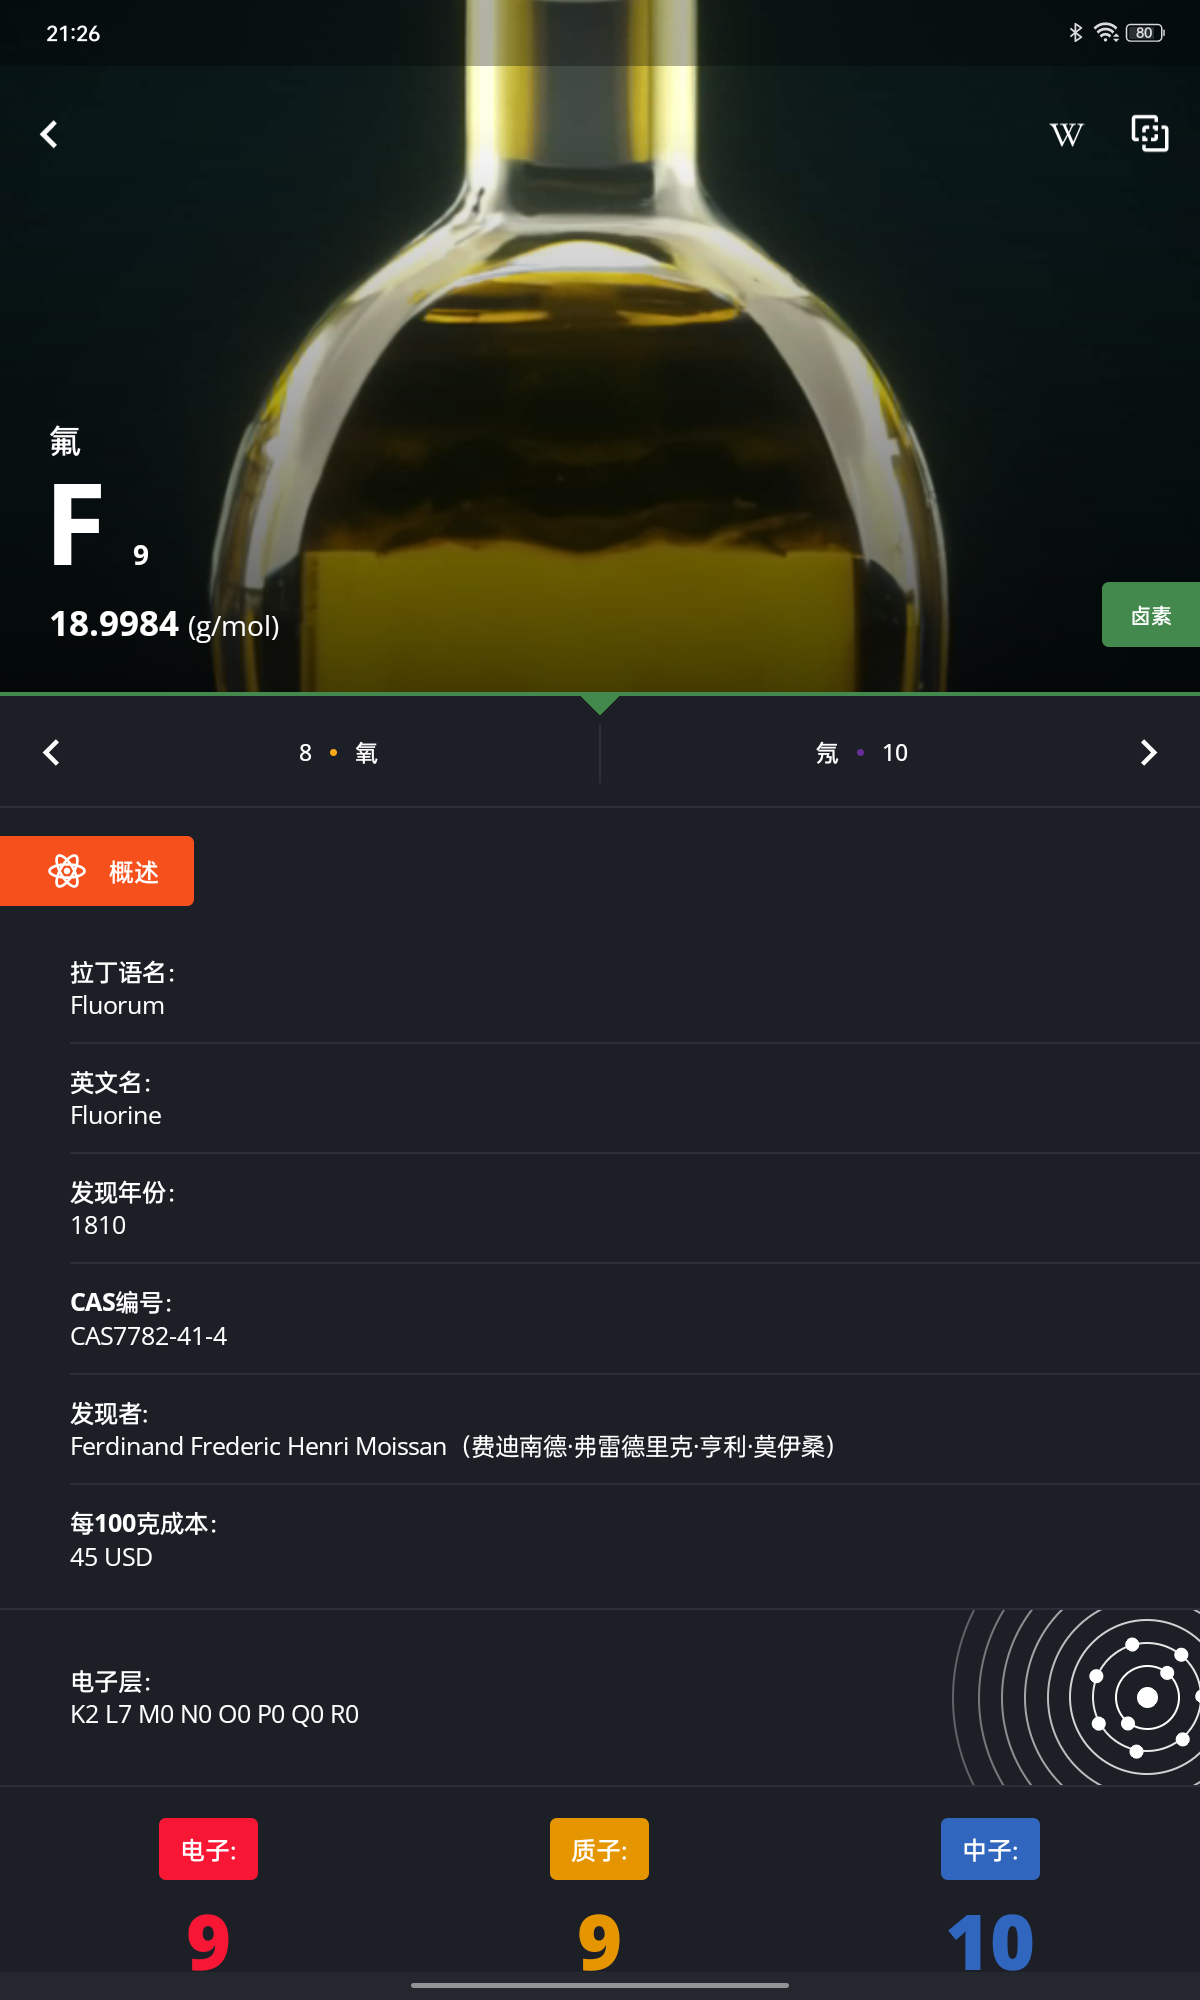 21:26
80
W
氟
F 9
18.9984 (g/mol)
卤素
8 • 氧
氖 • 10
概述
拉丁语名：
Fluorum
英文名：
Fluorine
发现年份：
1810
CAS编号：
CAS7782-41-4
发现者:
Ferdinand Frederic Henri Moissan（费迪南德·弗雷德里克·亨利·莫伊桑）
每100克成本：
45 USD
电子层：
K2 L7 M0 N0 O0 P0 Q0 R0
电子: 质子: 中子:
9 9 10